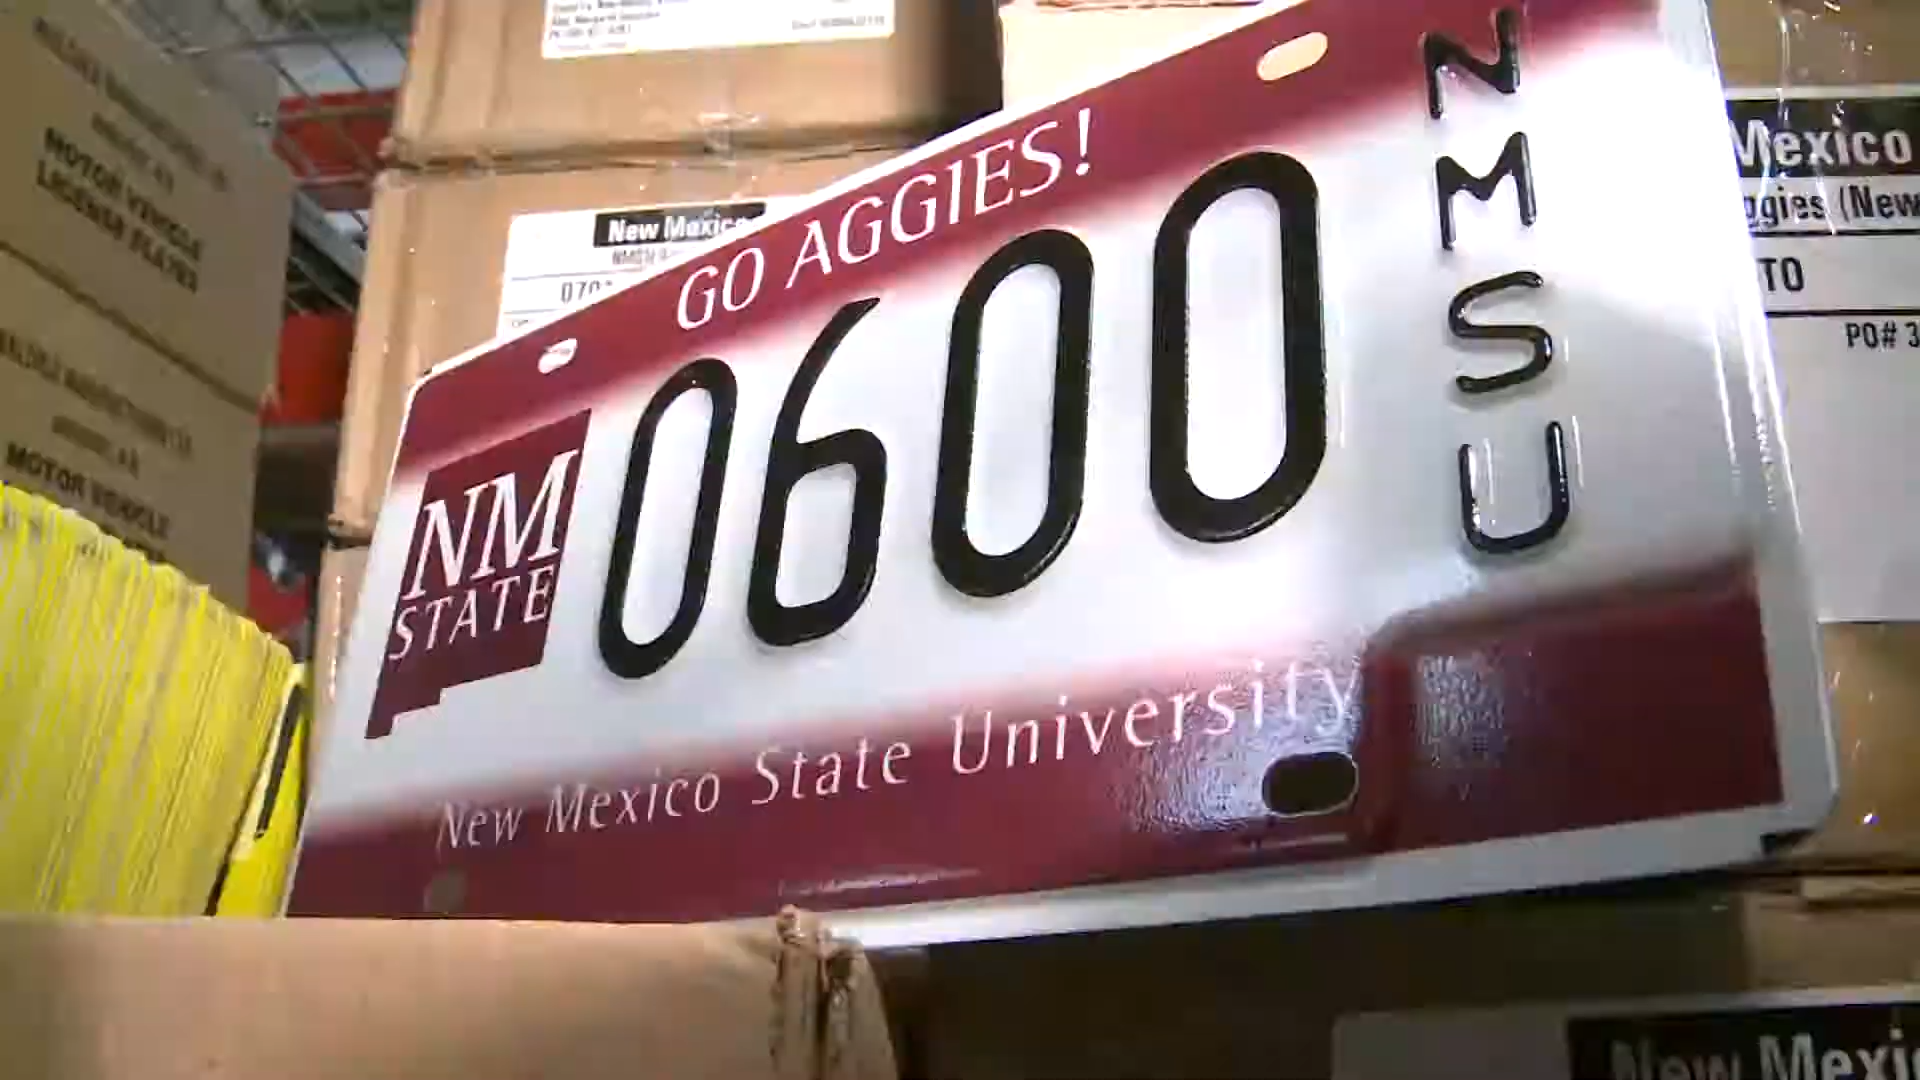 MOTOR VEHICLE
LICENSE PLATES
MOTOR VEHICLE
New Mexico
GO AGGIES!
NM
STATE
0600
NMSU
New Mexico State University
Mexico
ggies (New
TO
PO# 3
New Mexic